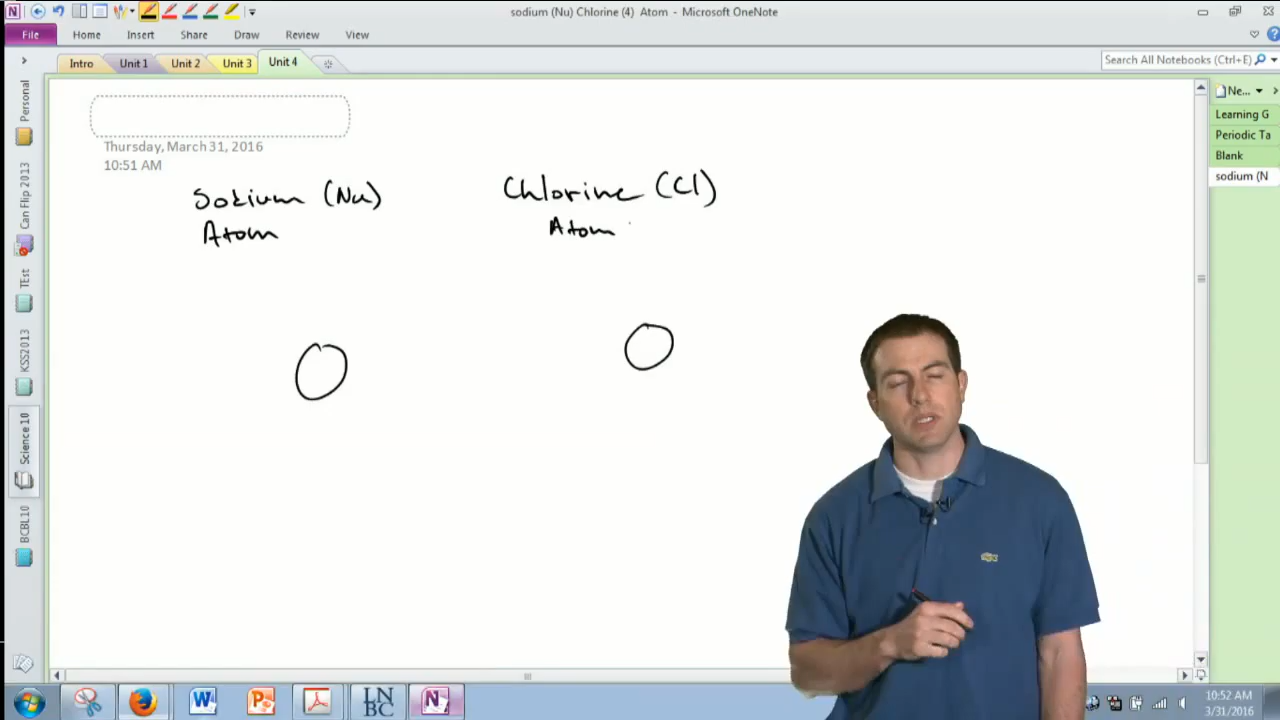 sodium (Nu) Chlorine (4) Atom - Microsoft OneNote
File Home Insert Share Draw Review View
Intro Unit 1 Unit 2 Unit 3 Unit 4
Search All Notebooks (Ctrl+E)
Ne...
Learning G
Periodic Ta
Blank
sodium (N
Personal
Can Flip 2013
TEst
KSS2013
Science 10
BCBL10
Thursday, March 31, 2016
10:51 AM
Sodium (Na)
Atom
Chlorine (Cl)
Atom
LN
BC
10:52 AM
3/31/2016